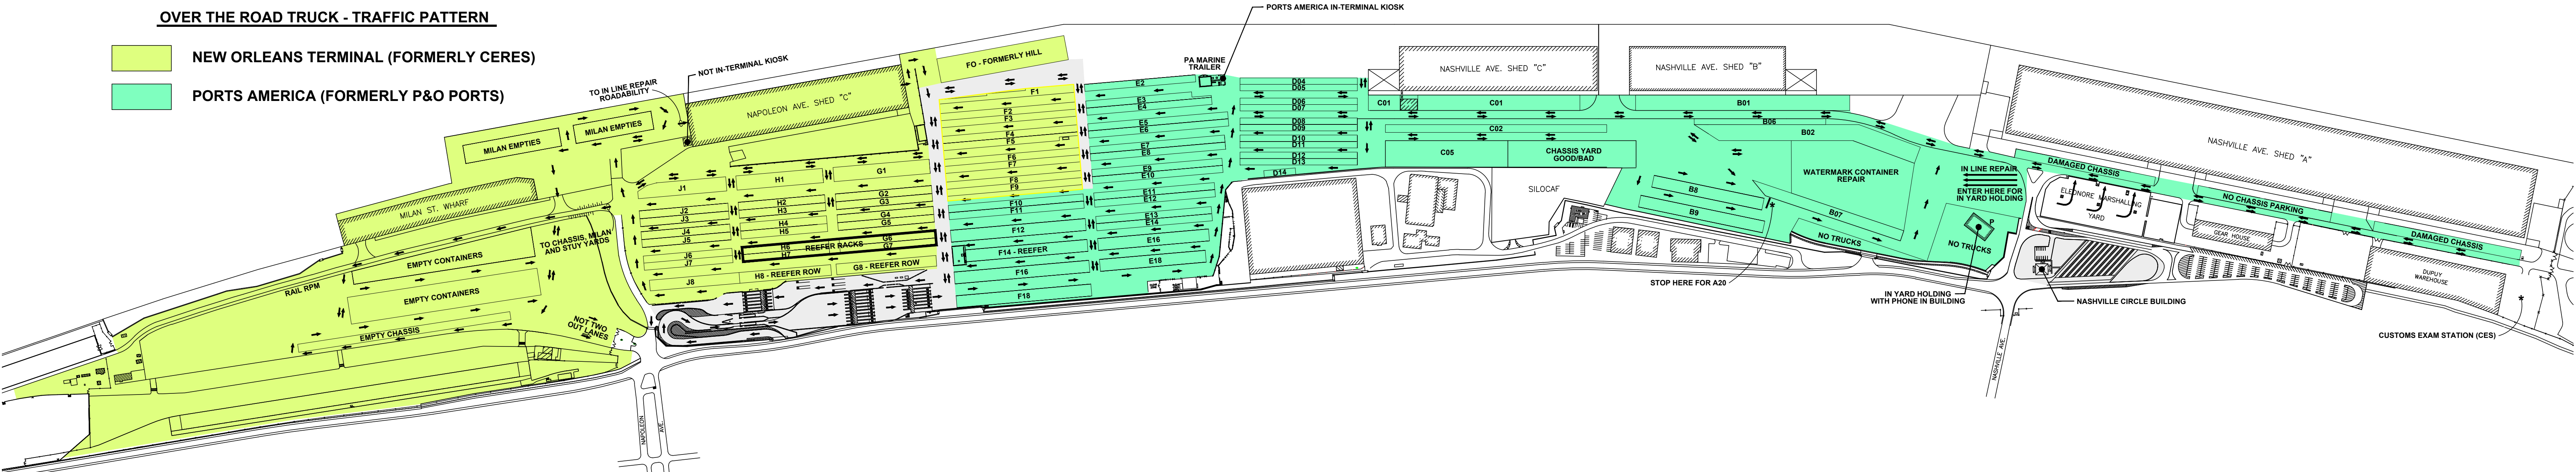 OVER THE ROAD TRUCK - TRAFFIC PATTERN
NEW ORLEANS TERMINAL (FORMERLY CERES)
PORTS AMERICA (FORMERLY P&O PORTS)
PORTS AMERICA IN-TERMINAL KIOSK
NOT IN-TERMINAL KIOSK
TO IN LINE REPAIR
ROADABILITY
MILAN EMPTIES
MILAN EMPTIES
NAPOLEON AVE. SHED "C"
MILAN ST. WHARF
TO CHASSIS, MILAN
AND STUY YARDS
EMPTY CONTAINERS
RAIL RPM
EMPTY CONTAINERS
EMPTY CHASSIS
NOT TWO
OUT LANES
NAPOLEON
AVE.
J1
J2
J3
J4
J5
J6
J7
J8
H1
H2
H3
H4
H5
H6
H7
REEFER RACKS
H8 - REEFER ROW
G1
G2
G3
G4
G5
G6
G7
G8 - REEFER ROW
FO - FORMERLY HILL
F1
F2
F3
F4
F5
F6
F7
F8
F9
F10
F11
F12
F14 - REEFER
F16
F18
E2
E3
E4
E5
E6
E7
E8
E9
E10
E11
E12
E13
E14
E16
E18
PA MARINE
TRAILER
D04
D05
D06
D07
D08
D09
D10
D11
D12
D13
D14
NASHVILLE AVE. SHED "C"
NASHVILLE AVE. SHED "B"
C01
C01
C02
C05
CHASSIS YARD
GOOD/BAD
SILOCAF
B01
B06
B02
WATERMARK CONTAINER
REPAIR
B8
B9
B07
NO TRUCKS
STOP HERE FOR A20
IN LINE REPAIR
ENTER HERE FOR
IN YARD HOLDING
P
NO TRUCKS
IN YARD HOLDING
WITH PHONE IN BUILDING
NASHVILLE AVE.
NASHVILLE CIRCLE BUILDING
NASHVILLE AVE. SHED "A"
DAMAGED CHASSIS
ELEONORE MARSHALLING
YARD
NO CHASSIS PARKING
GEAR HOUSE
DAMAGED CHASSIS
DUPUY
WAREHOUSE
CUSTOMS EXAM STATION (CES)